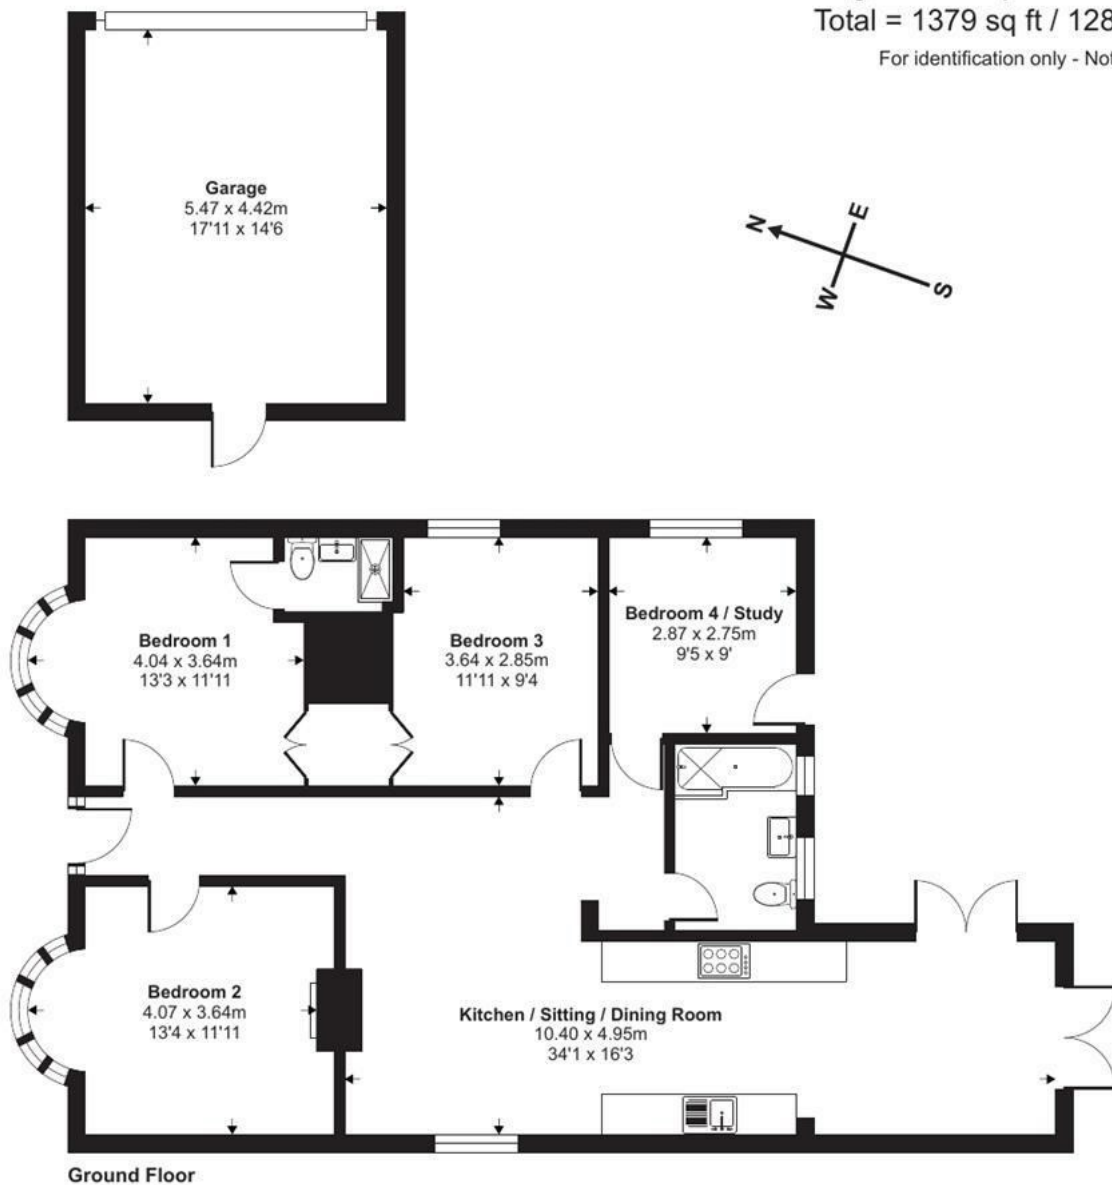 Total = 1379 sq ft / 128
For identification only - Not
Garage
5.47 x 4.42m
17'11 x 14'6
N
E
W
S
Bedroom 1
4.04 x 3.64m
13'3 x 11'11
Bedroom 3
3.64 x 2.85m
11'11 x 9'4
Bedroom 4 / Study
2.87 x 2.75m
9'5 x 9'
Bedroom 2
4.07 x 3.64m
13'4 x 11'11
Kitchen / Sitting / Dining Room
10.40 x 4.95m
34'1 x 16'3
Ground Floor